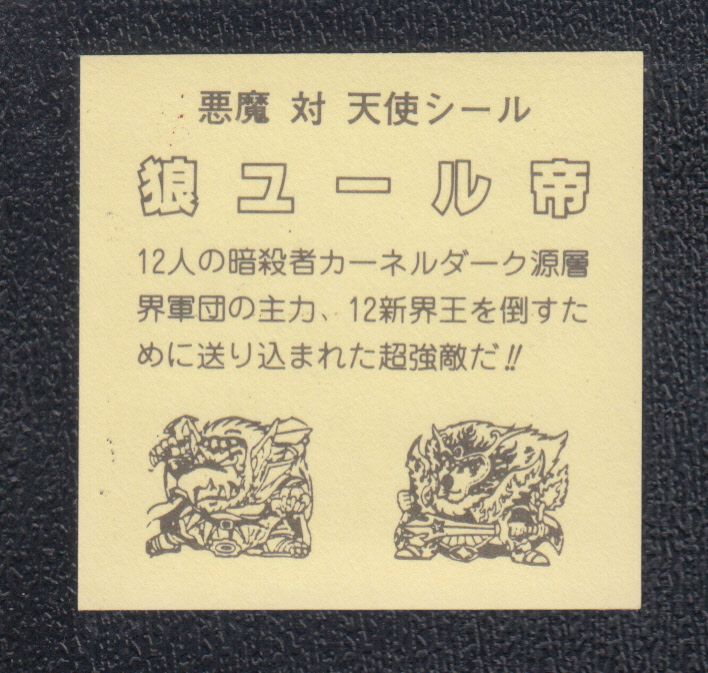 悪魔 対 天使シール
狼ユール帝
12人の暗殺者カーネルダーク源層
界軍団の主力、12新界王を倒すた
めに送り込まれた超強敵だ!!